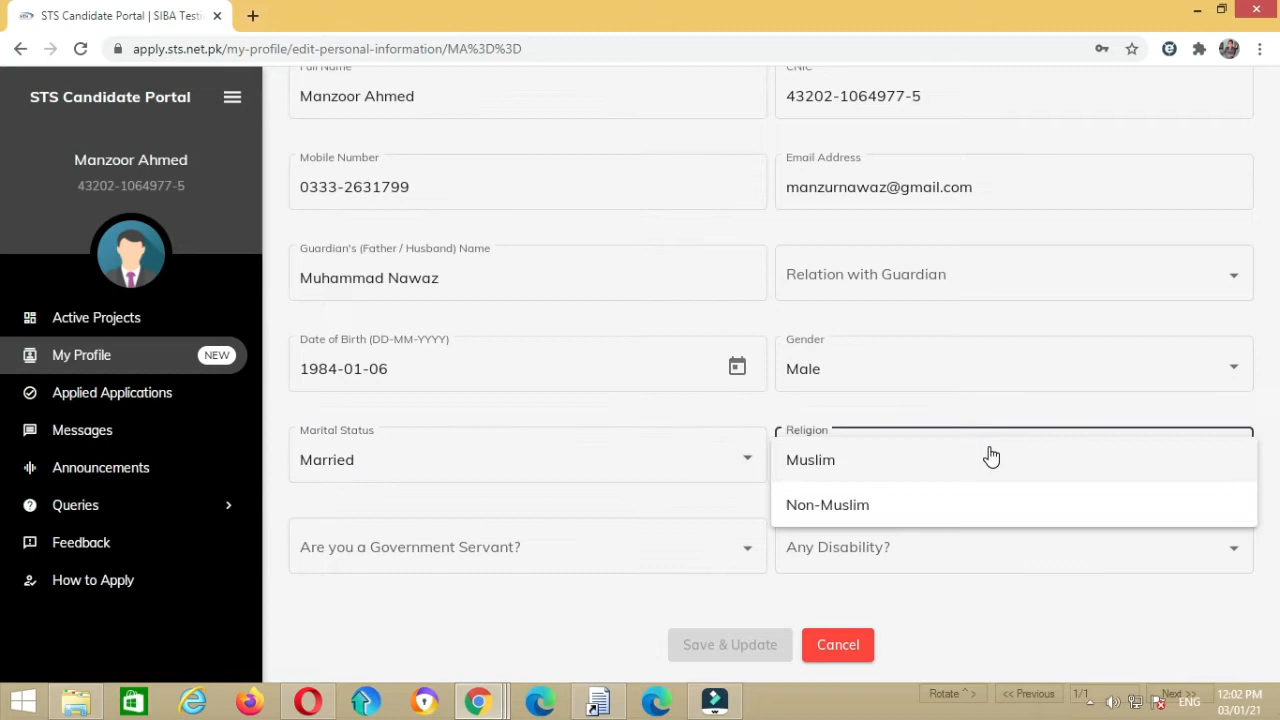 STS Candidate Portal | SIBA Test
apply.sts.net.pk/my-profile/edit-personal-information/MA%3D%3D
STS Candidate Portal
Manzoor Ahmed
43202-1064977-5
Active Projects
My Profile
NEW
Applied Applications
Messages
Announcements
Queries
Feedback
How to Apply
Full Name
Manzoor Ahmed
CNIC
43202-1064977-5
Mobile Number
0333-2631799
Email Address
manzurnawaz@gmail.com
Guardian's (Father / Husband) Name
Muhammad Nawaz
Relation with Guardian
Date of Birth (DD-MM-YYYY)
1984-01-06
Gender
Male
Marital Status
Married
Religion
Muslim
Non-Muslim
Are you a Government Servant?
Any Disability?
Save & Update
Cancel
Rotate ^ >
<< Previous
1/1
Next >>
ENG
12:02 PM
03/01/21